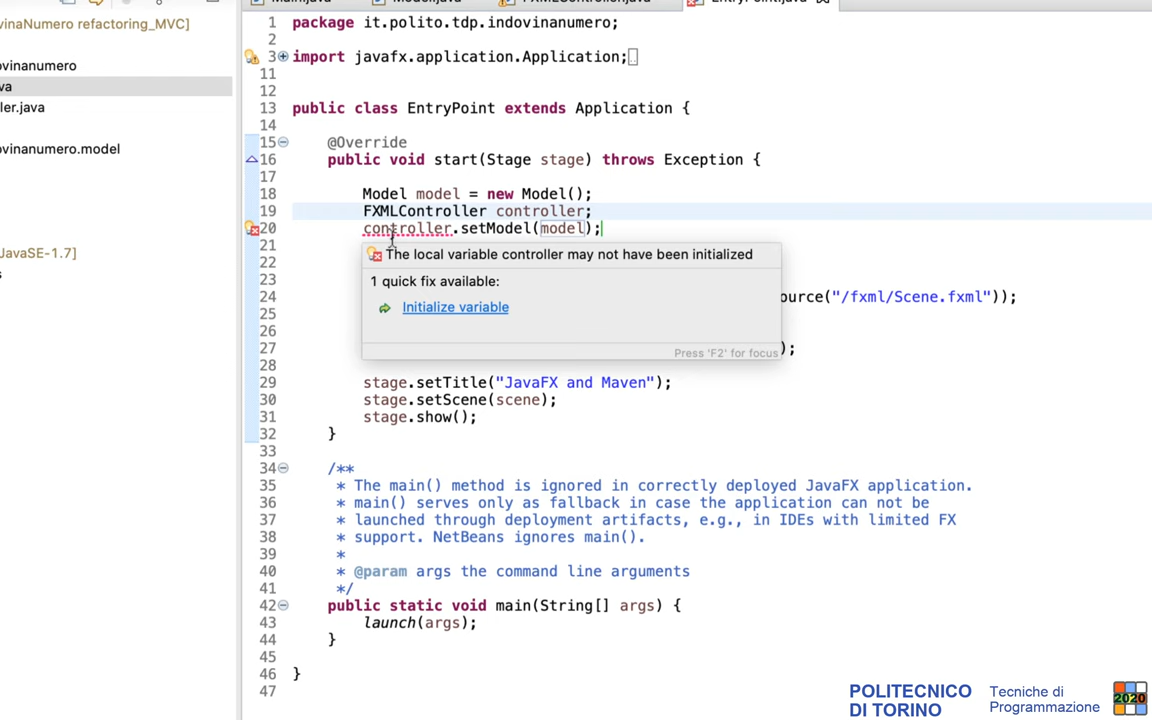 vinaNumero refactoring_MVC]
ovinanumero
va
ler.java
ovinanumero.model
JavaSE-1.7]
s
1 package it.polito.tdp.indovinanumero;
2
3 import javafx.application.Application;
11
12
13 public class EntryPoint extends Application {
14
15 @Override
16 public void start(Stage stage) throws Exception {
17
18 Model model = new Model();
19 FXMLController controller;
20 controller.setModel(model);
21
22
The local variable controller may not have been initialized
23
1 quick fix available:
24 ource("/fxml/Scene.fxml"));
25
Initialize variable
26
27 );
Press 'F2' for focus
28
29 stage.setTitle("JavaFX and Maven");
30 stage.setScene(scene);
31 stage.show();
32 }
33
34 /**
35 * The main() method is ignored in correctly deployed JavaFX application.
36 * main() serves only as fallback in case the application can not be
37 * launched through deployment artifacts, e.g., in IDEs with limited FX
38 * support. NetBeans ignores main().
39 *
40 * @param args the command line arguments
41 */
42 public static void main(String[] args) {
43 launch(args);
44 }
45
46 }
47
POLITECNICO
DI TORINO
Tecniche di
Programmazione
2020